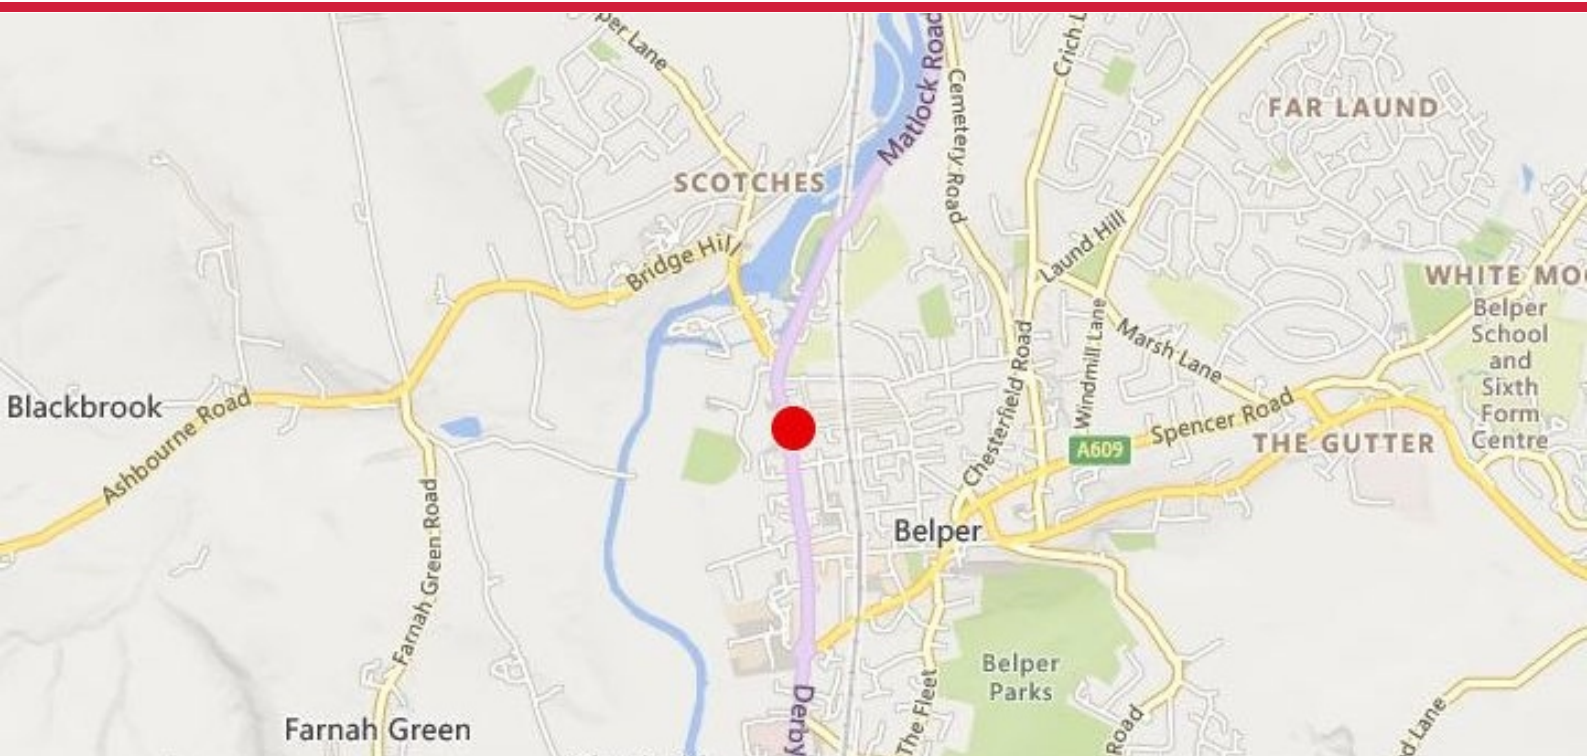 per Lane
Matlock Road
Cemetery Road
Crich L
FAR LAUND
SCOTCHES
Laund Hill
Bridge Hill
WHITE MO
Belper
School
and
Sixth
Form
Centre
Marsh Lane
Windmill Lane
Chesterfield Road
Blackbrook
Ashbourne Road
Spencer Road
A609
THE GUTTER
Belper
Farnah Green Road
Belper
Parks
Derby
The Fleet
Road
d Lane
Farnah Green